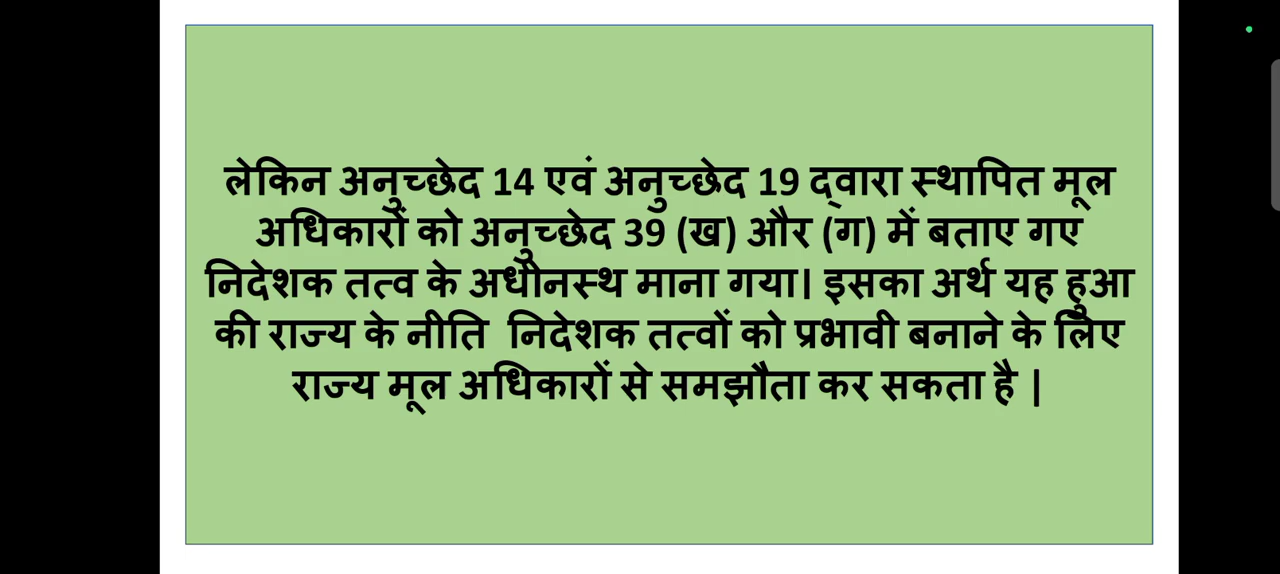 लेकिन अनुच्छेद 14 एवं अनुच्छेद 19 द्वारा स्थापित मूल
अधिकारों को अनुच्छेद 39 (ख) और (ग) में बताए गए
निदेशक तत्व के अधीनस्थ माना गया। इसका अर्थ यह हुआ
की राज्य के नीति निदेशक तत्वों को प्रभावी बनाने के लिए
राज्य मूल अधिकारों से समझौता कर सकता है |